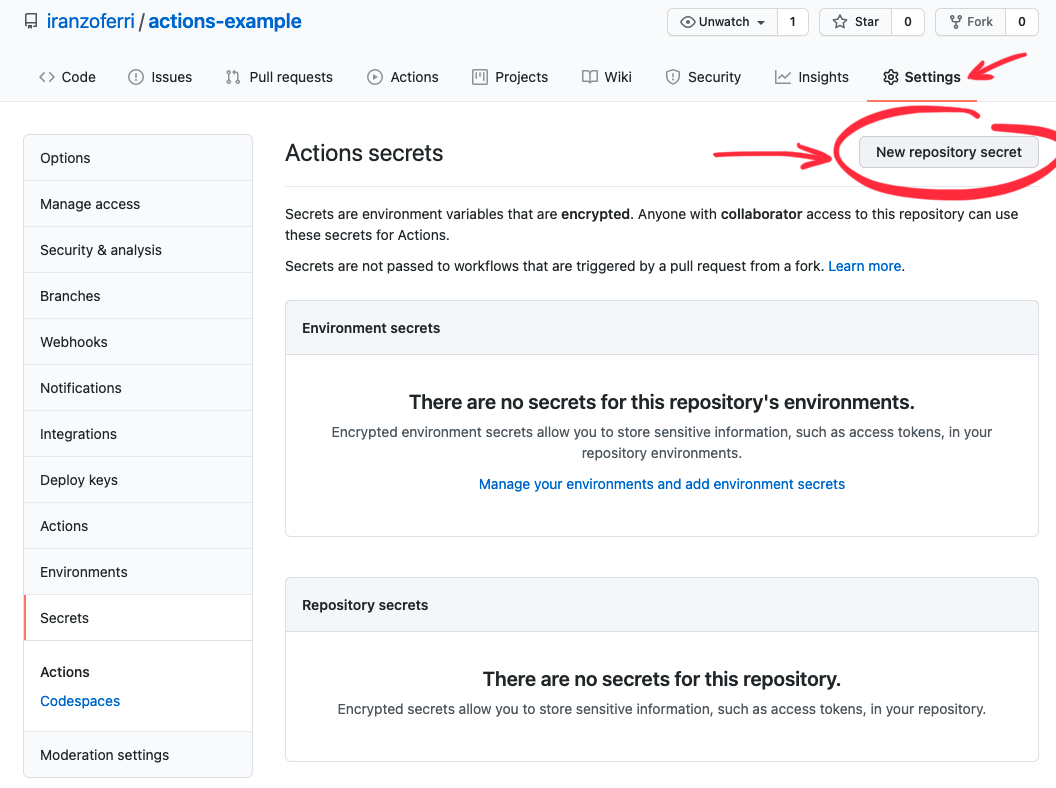 iranzoferri / actions-example
Unwatch 1 Star 0 Fork 0
Code Issues Pull requests Actions Projects Wiki Security Insights Settings
Options
Manage access
Security & analysis
Branches
Webhooks
Notifications
Integrations
Deploy keys
Actions
Environments
Secrets
Actions
Codespaces
Moderation settings
Actions secrets
New repository secret
Secrets are environment variables that are encrypted. Anyone with collaborator access to this repository can use
these secrets for Actions.
Secrets are not passed to workflows that are triggered by a pull request from a fork. Learn more.
Environment secrets
There are no secrets for this repository's environments.
Encrypted environment secrets allow you to store sensitive information, such as access tokens, in your
repository environments.
Manage your environments and add environment secrets
Repository secrets
There are no secrets for this repository.
Encrypted secrets allow you to store sensitive information, such as access tokens, in your repository.